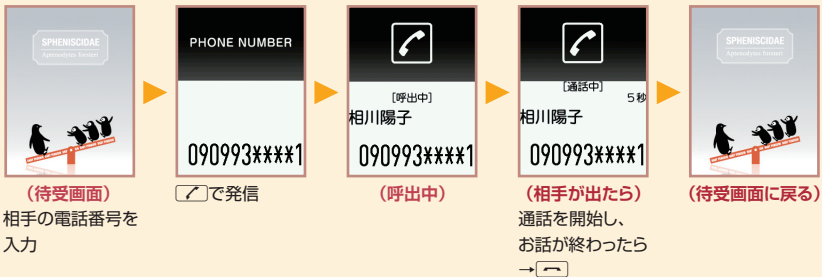 SPHENISCIDAE
Aptenodytes forsteri
PHONE NUMBER
090993****1
[呼出中]
相川陽子
090993****1
[通話中]
5秒
相川陽子
090993****1
SPHENISCIDAE
Aptenodytes forsteri
(待受画面)
相手の電話番号を
入力
で発信
(呼出中)
(相手が出たら)
通話を開始し、
お話が終わったら
→
(待受画面に戻る)